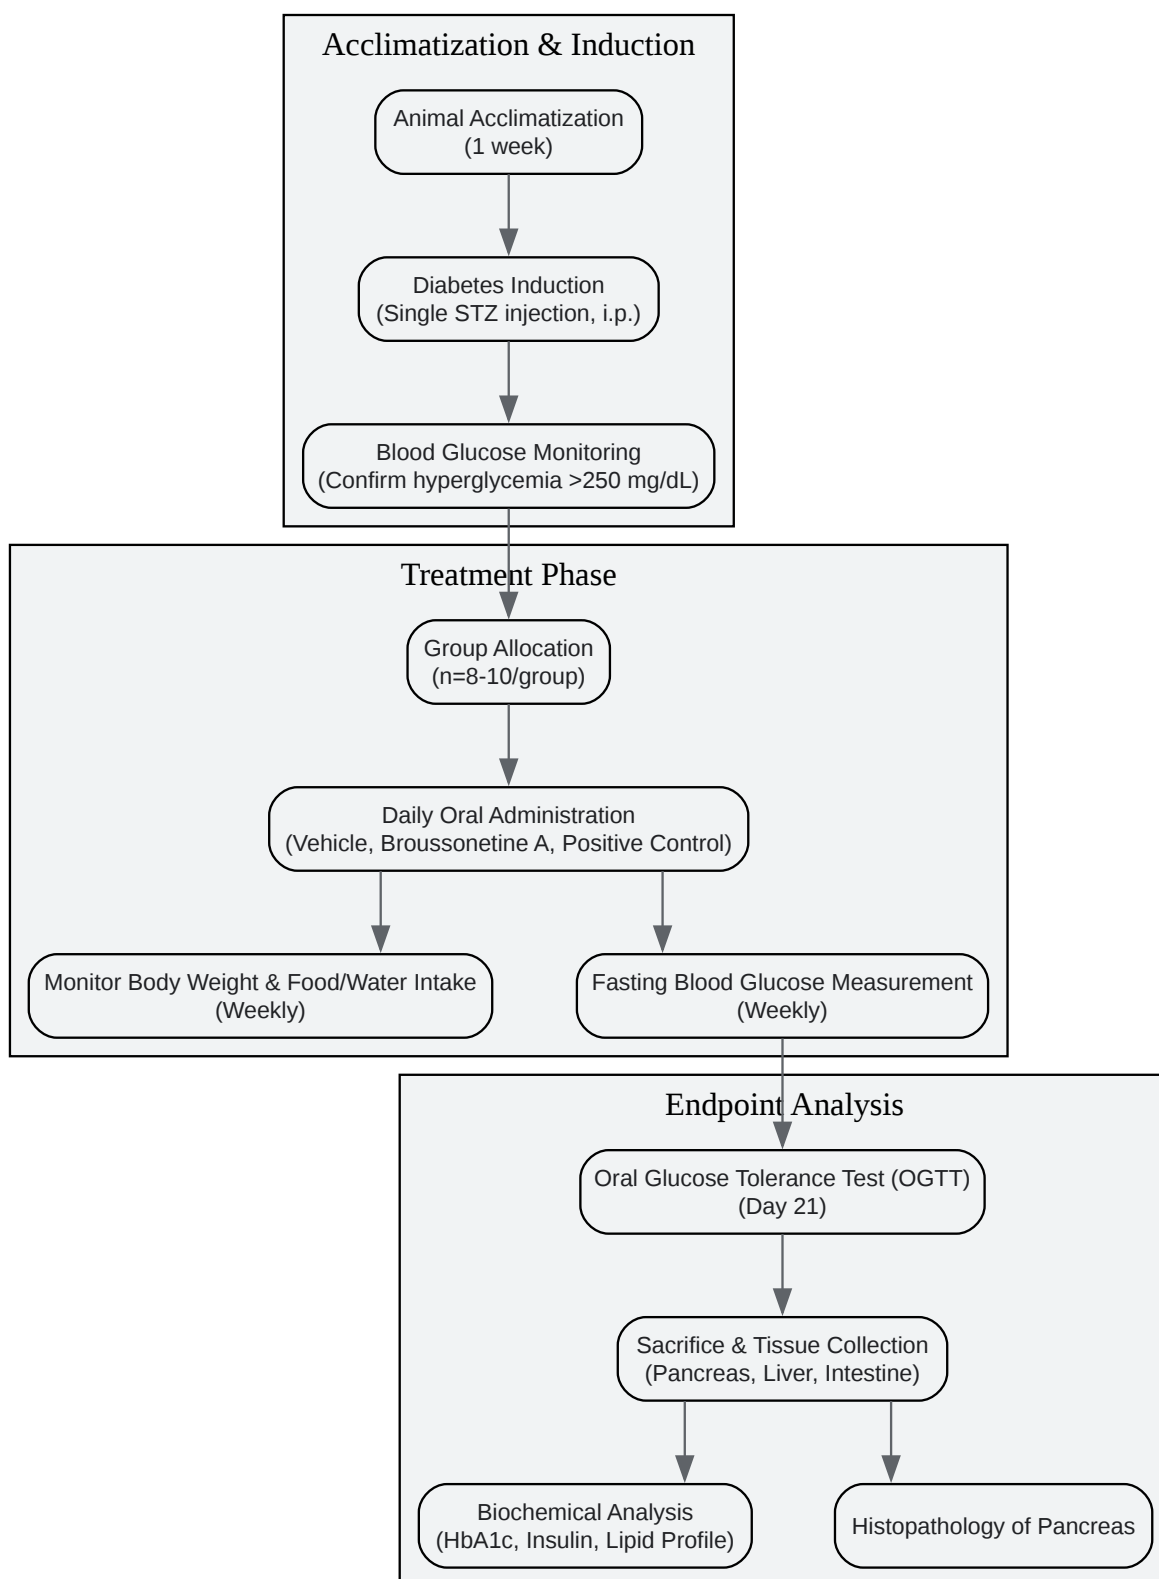 Acclimatization & Induction
Animal Acclimatization
(1 week)
Diabetes Induction
(Single STZ injection, i.p.)
Blood Glucose Monitoring
(Confirm hyperglycemia >250 mg/dL)
Treatment Phase
Group Allocation
(n=8-10/group)
Daily Oral Administration
(Vehicle, Broussonetine A, Positive Control)
Monitor Body Weight & Food/Water Intake
(Weekly)
Fasting Blood Glucose Measurement
(Weekly)
Endpoint Analysis
Oral Glucose Tolerance Test (OGTT)
(Day 21)
Sacrifice & Tissue Collection
(Pancreas, Liver, Intestine)
Biochemical Analysis
(HbA1c, Insulin, Lipid Profile)
Histopathology of Pancreas